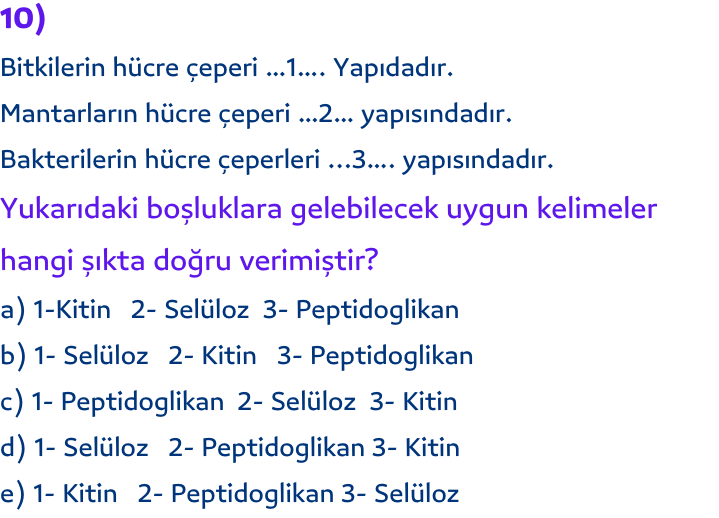 10)
Bitkilerin hücre çeperi ...1.... Yapıdadır.
Mantarların hücre çeperi ...2... yapısındadır.
Bakterilerin hücre çeperleri ...3.... yapısındadır.
Yukarıdaki boşluklara gelebilecek uygun kelimeler
hangi şıkta doğru verimiştir?
a) 1-Kitin 2- Selüloz 3- Peptidoglikan
b) 1- Selüloz 2- Kitin 3- Peptidoglikan
c) 1- Peptidoglikan 2- Selüloz 3- Kitin
d) 1- Selüloz 2- Peptidoglikan 3- Kitin
e) 1- Kitin 2- Peptidoglikan 3- Selüloz